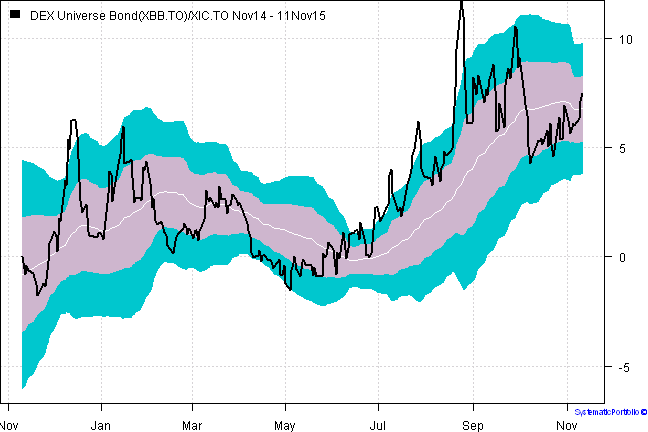 DEX Universe Bond(XBB.TO)/XIC.TO Nov14 - 11Nov15
10
5
0
-5
Nov Jan Mar May Jul Sep Nov
SystematicPortfolio ©